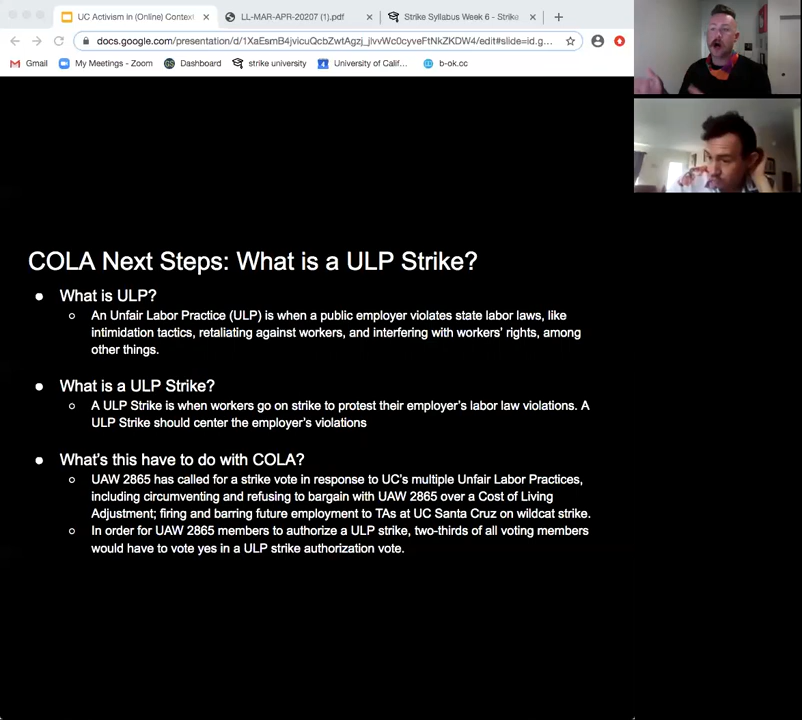 UC Activism in (Online) Context
LL-MAR-APR-20207 (1).pdf
Strike Syllabus Week 6 - Strike
docs.google.com/presentation/d/1XaEsmB4jvicuQcbZwtAgzj_jlvvWc0cyveFtNkZKDW4/edit#slide=id.g...
Gmail
My Meetings - Zoom
Dashboard
strike university
University of Calif...
b-ok.cc
COLA Next Steps: What is a ULP Strike?
● What is ULP?
○ An Unfair Labor Practice (ULP) is when a public employer violates state labor laws, like
intimidation tactics, retaliating against workers, and interfering with workers' rights, among
other things.
● What is a ULP Strike?
○ A ULP Strike is when workers go on strike to protest their employer's labor law violations. A
ULP Strike should center the employer's violations
● What's this have to do with COLA?
○ UAW 2865 has called for a strike vote in response to UC's multiple Unfair Labor Practices,
including circumventing and refusing to bargain with UAW 2865 over a Cost of Living
Adjustment; firing and barring future employment to TAs at UC Santa Cruz on wildcat strike.
○ In order for UAW 2865 members to authorize a ULP strike, two-thirds of all voting members
would have to vote yes in a ULP strike authorization vote.